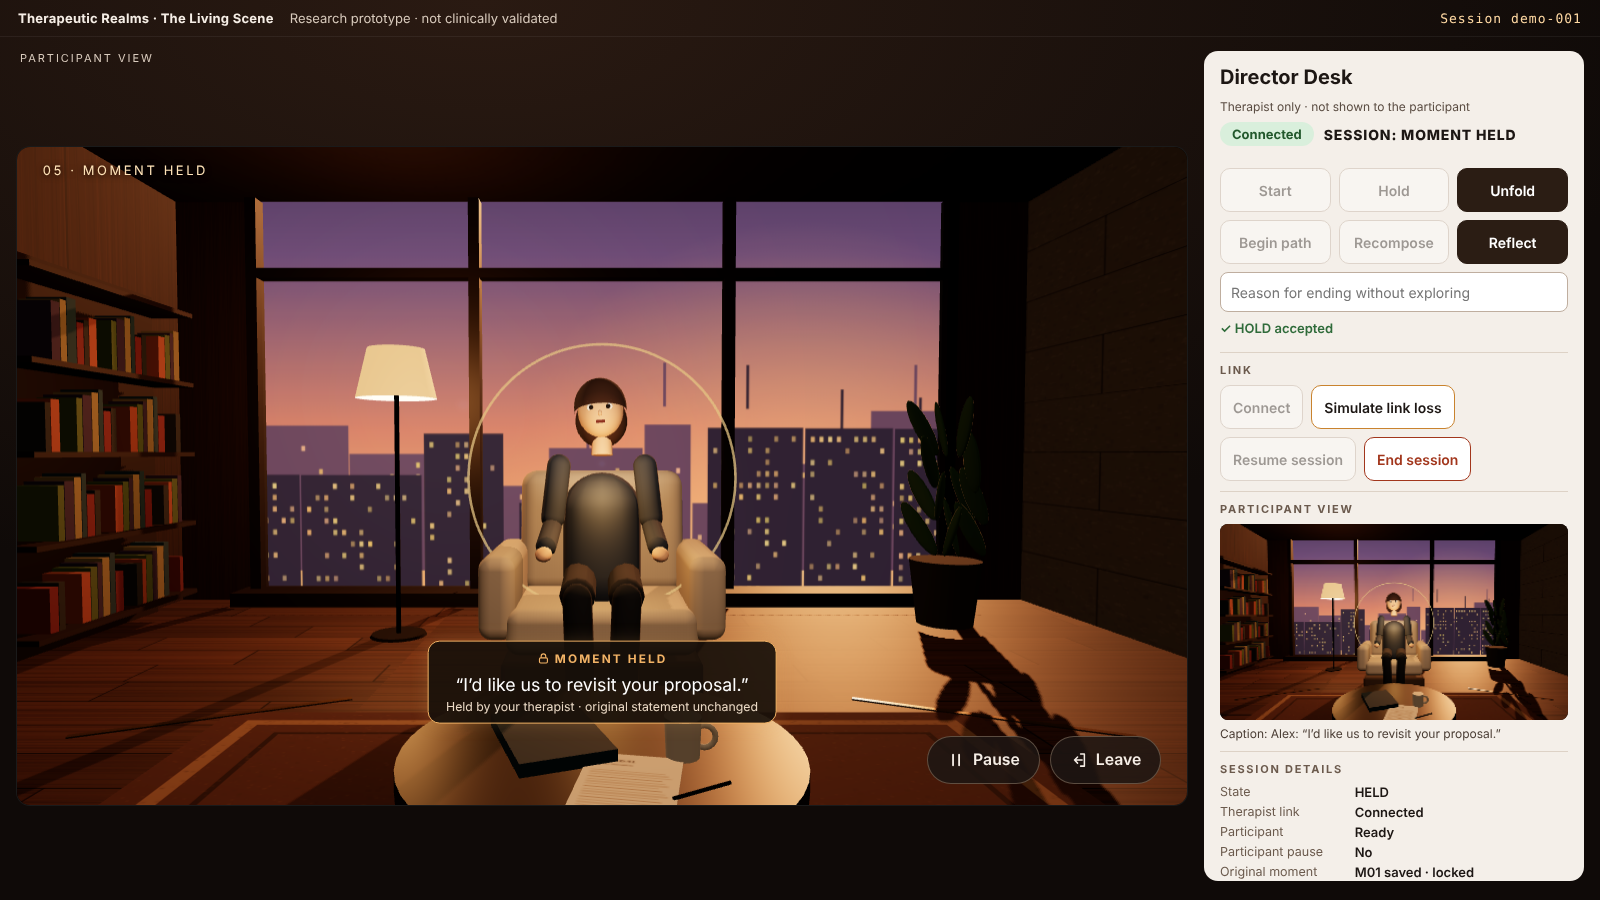 Therapeutic Realms · The Living Scene Research prototype · not clinically validated
Session demo-001
PARTICIPANT VIEW
05 · MOMENT HELD
MOMENT HELD
“I’d like us to revisit your proposal.”
Held by your therapist · original statement unchanged
Pause
Leave
Director Desk
Therapist only · not shown to the participant
Connected SESSION: MOMENT HELD
Start Hold Unfold
Begin path Recompose Reflect
Reason for ending without exploring
✓ HOLD accepted
LINK
Connect Simulate link loss
Resume session End session
PARTICIPANT VIEW
Caption: Alex: “I’d like us to revisit your proposal.”
SESSION DETAILS
State HELD
Therapist link Connected
Participant Ready
Participant pause No
Original moment M01 saved · locked